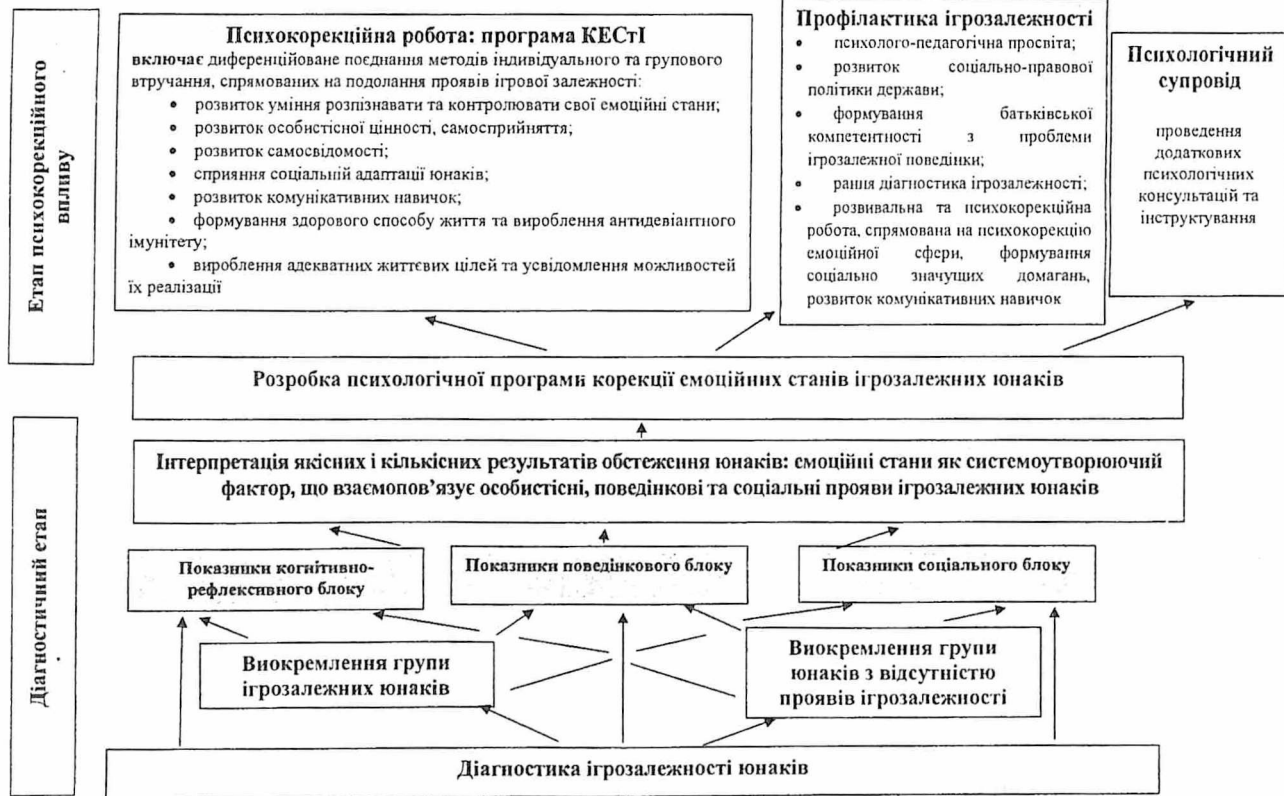 Етап психокорекційного
впливу
Психокорекційна робота: програма КЕСтІ
включає диференційоване поєднання методів індивідуального та групового
втручання, спрямованих на подолання проявів ігрової залежності:
• розвиток уміння розпізнавати та контролювати свої емоційні стани;
• розвиток особистісної цінності, самосприйняття;
• розвиток самосвідомості;
• сприяння соціальній адаптації юнаків;
• розвиток комунікативних навичок;
• формування здорового способу життя та вироблення антидевіантного
імунітету;
• вироблення адекватних життєвих цілей та усвідомлення можливостей
їх реалізації
Профілактика ігрозалежності
• психолого-педагогічна просвіта;
• розвиток соціально-правової
політики держави;
• формування батьківської
компетентності з проблеми
ігрозалежної поведінки;
• рання діагностика ігрозалежності;
• розвивальна та психокорекційна
робота, спрямована на психокорекцію
емоційної сфери, формування
соціально значущих домагань,
розвиток комунікативних навичок
Психологічний
супровід
проведення
додаткових
психологічних
консультацій та
інструктування
Розробка психологічної програми корекції емоційних станів ігрозалежних юнаків
Діагностичний етап
Інтерпретація якісних і кількісних результатів обстеження юнаків: емоційні стани як системоутворюючий
фактор, що взаємопов’язує особистісні, поведінкові та соціальні прояви ігрозалежних юнаків
Показники когнітивно-
рефлексивного блоку
Показники поведінкового блоку
Показники соціального блоку
Виокремлення групи
ігрозалежних юнаків
Виокремлення групи
юнаків з відсутністю
проявів ігрозалежності
Діагностика ігрозалежності юнаків